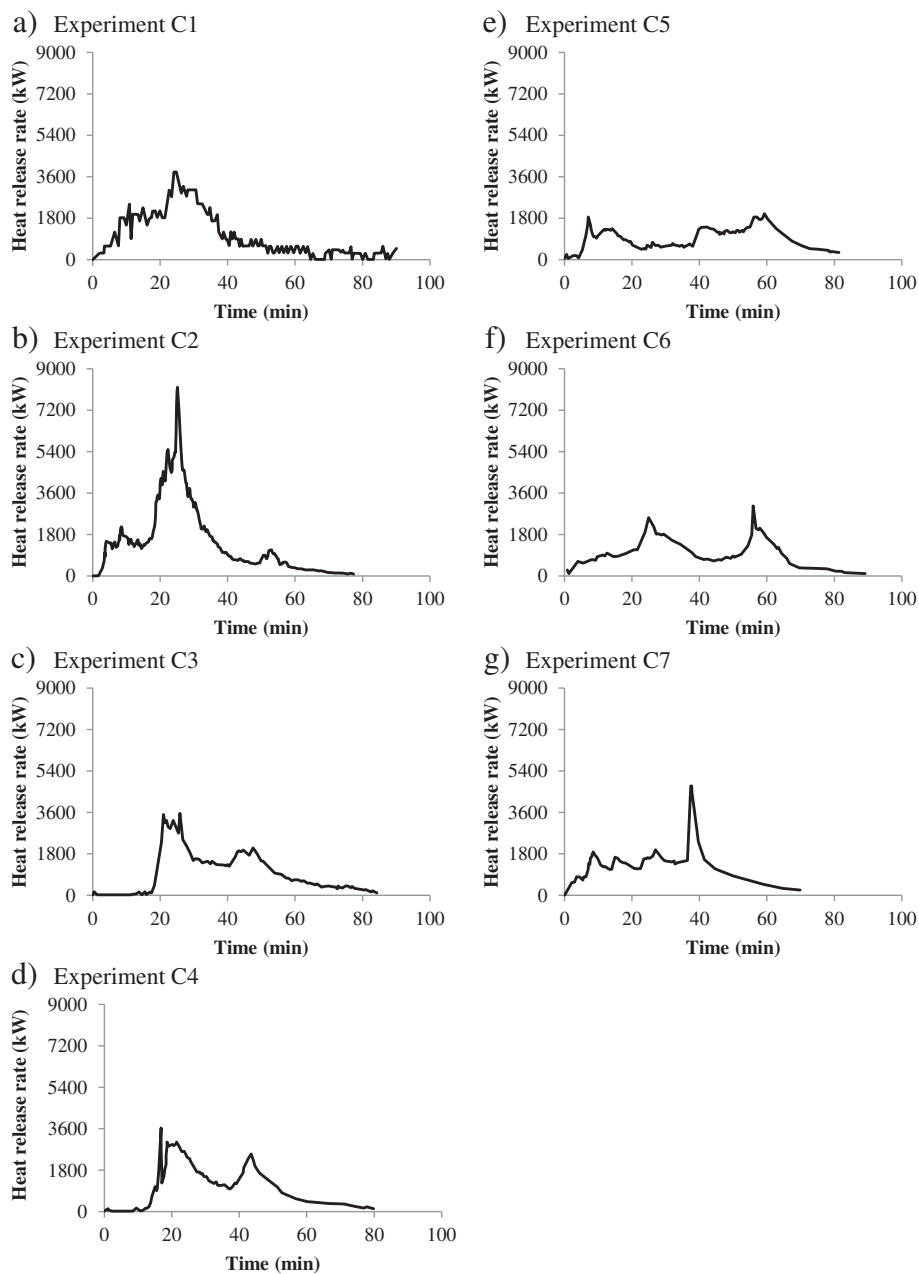 a) Experiment C1
9000
7200
5400
3600
1800
0
Heat release rate (kW)
0 20 40 60 80 100
Time (min)
b) Experiment C2
9000
7200
5400
3600
1800
0
Heat release rate (kW)
0 20 40 60 80 100
Time (min)
c) Experiment C3
9000
7200
5400
3600
1800
0
Heat release rate (kW)
0 20 40 60 80 100
Time (min)
d) Experiment C4
9000
7200
5400
3600
1800
0
Heat release rate (kW)
0 20 40 60 80 100
Time (min)
e) Experiment C5
9000
7200
5400
3600
1800
0
Heat release rate (kW)
0 20 40 60 80 100
Time (min)
f) Experiment C6
9000
7200
5400
3600
1800
0
Heat release rate (kW)
0 20 40 60 80 100
Time (min)
g) Experiment C7
9000
7200
5400
3600
1800
0
Heat release rate (kW)
0 20 40 60 80 100
Time (min)